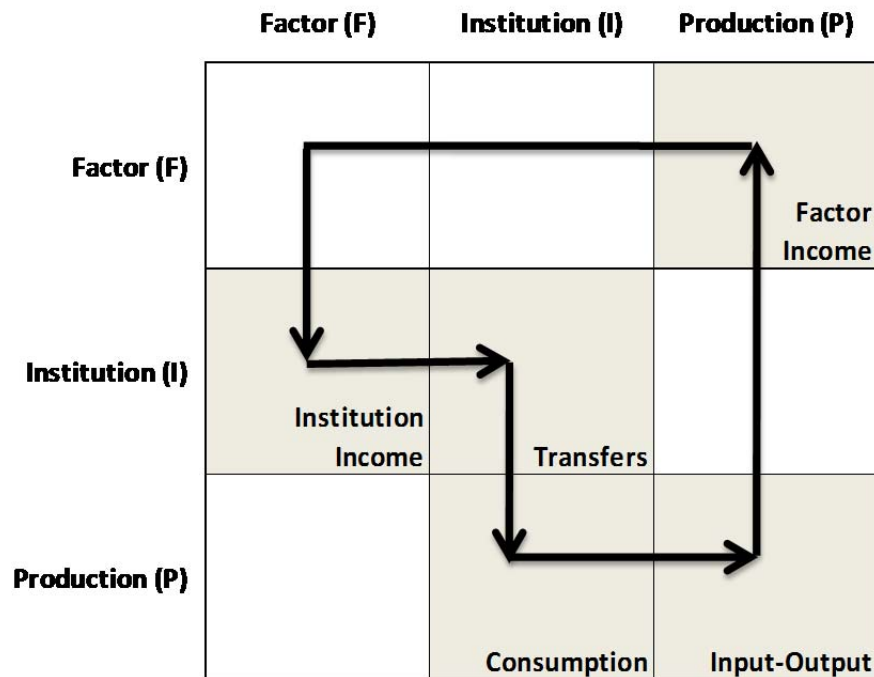 Factor (F) Institution (I) Production (P)
Factor (F)
Factor
Income
Institution (I)
Institution
Income
Transfers
Production (P)
Consumption
Input-Output